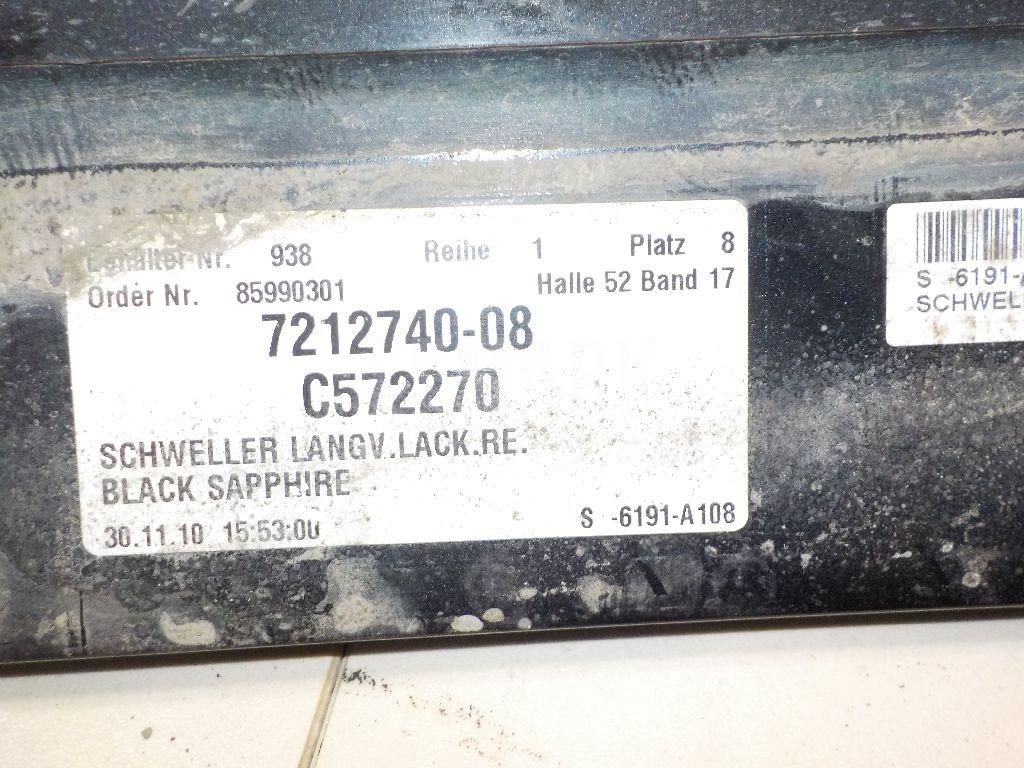 Behälter-Nr. 938 Reihe 1 Platz 8
Order Nr. 85990301 Halle 52 Band 17
7212740-08
C572270
SCHWELLER LANGV.LACK.RE.
BLACK SAPPHIRE
30.11.10 15:53:00 S -6191-A108
S -6191-A
SCHWEL